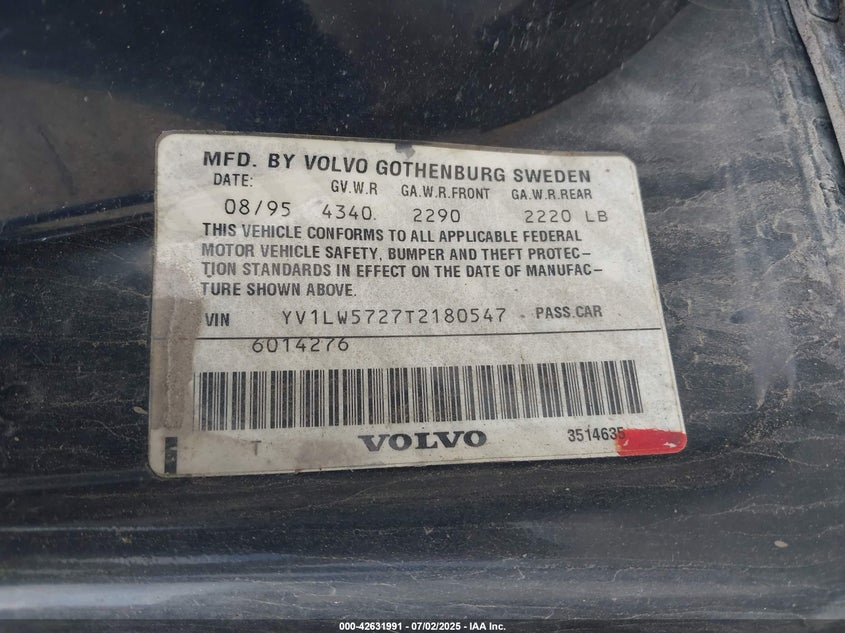 MFD. BY VOLVO GOTHENBURG SWEDEN
DATE: GV.W.R GA.W.R.FRONT GA.W.R.REAR
08/95 4340. 2290 2220 LB
THIS VEHICLE CONFORMS TO ALL APPLICABLE FEDERAL
MOTOR VEHICLE SAFETY, BUMPER AND THEFT PROTEC–
TION STANDARDS IN EFFECT ON THE DATE OF MANUFAC–
TURE SHOWN ABOVE.
VIN YV1LW5727T2180547 PASS.CAR
6014276
T VOLVO 3514635
000-42631991 - 07/02/2025 - IAA Inc.